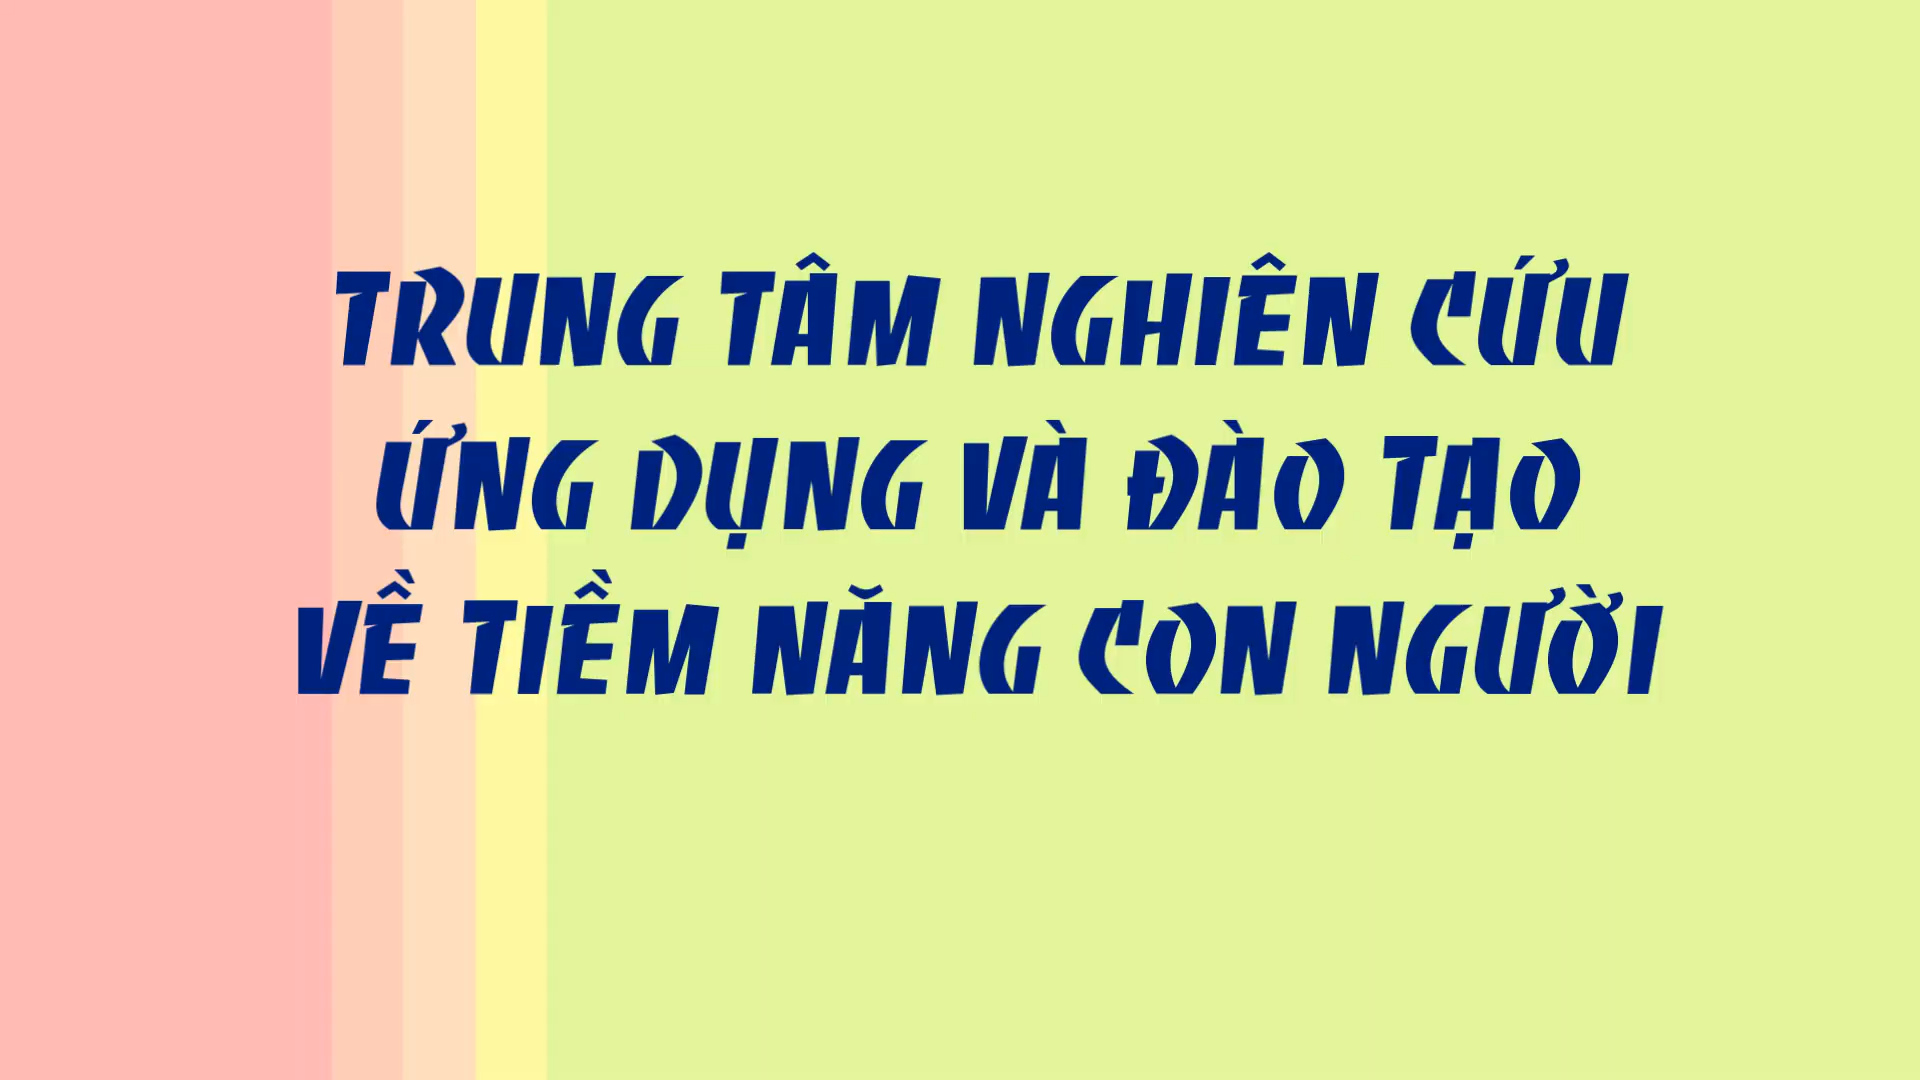 TRUNG TÂM NGHIÊN CỨU
ỨNG DỤNG VÀ ĐÀO TẠO
VỀ TIỀM NĂNG CON NGƯỜI